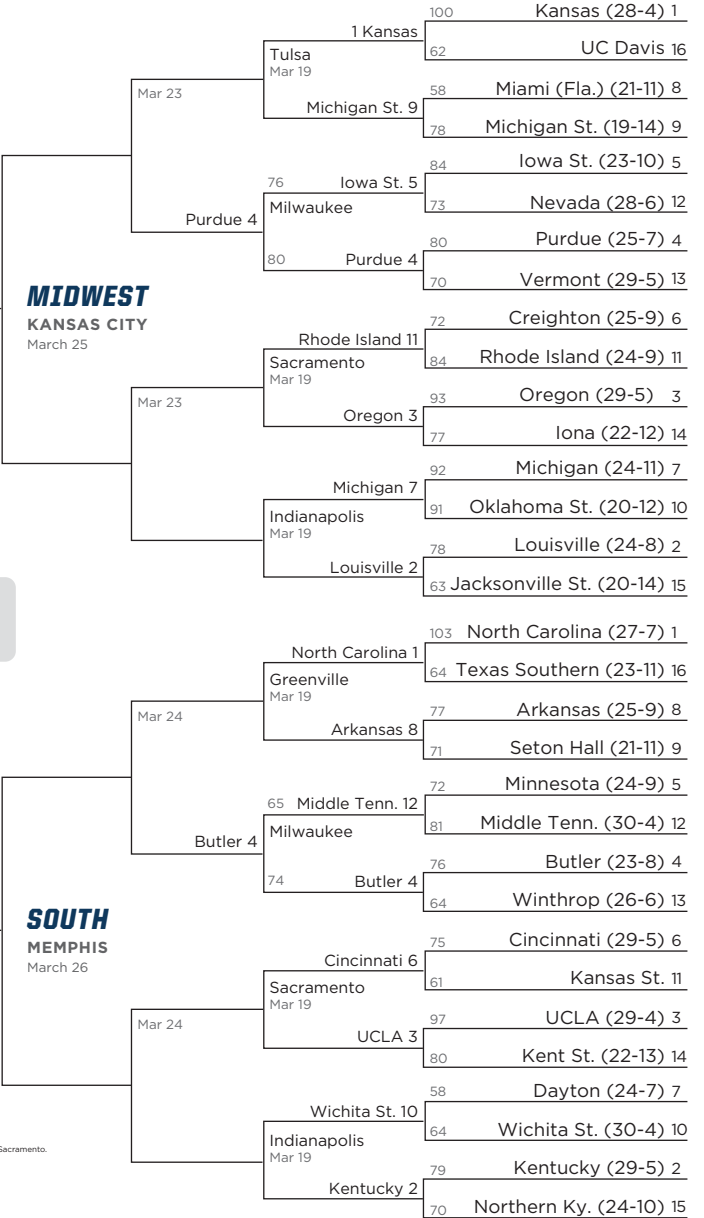 100 Kansas (28-4) 1
1 Kansas
62 UC Davis 16
Tulsa
Mar 19
Mar 23
58 Miami (Fla.) (21-11) 8
Michigan St. 9
78 Michigan St. (19-14) 9
84 Iowa St. (23-10) 5
76 Iowa St. 5
73 Nevada (28-6) 12
Milwaukee
Purdue 4
80 Purdue (25-7) 4
80 Purdue 4
70 Vermont (29-5) 13
MIDWEST
KANSAS CITY
March 25
72 Creighton (25-9) 6
Rhode Island 11
84 Rhode Island (24-9) 11
Sacramento
Mar 19
Mar 23
93 Oregon (29-5) 3
Oregon 3
77 Iona (22-12) 14
92 Michigan (24-11) 7
Michigan 7
91 Oklahoma St. (20-12) 10
Indianapolis
Mar 19
78 Louisville (24-8) 2
Louisville 2
63 Jacksonville St. (20-14) 15
103 North Carolina (27-7) 1
North Carolina 1
64 Texas Southern (23-11) 16
Greenville
Mar 19
Mar 24
77 Arkansas (25-9) 8
Arkansas 8
71 Seton Hall (21-11) 9
72 Minnesota (24-9) 5
65 Middle Tenn. 12
81 Middle Tenn. (30-4) 12
Milwaukee
Butler 4
76 Butler (23-8) 4
74 Butler 4
64 Winthrop (26-6) 13
SOUTH
MEMPHIS
March 26
75 Cincinnati (29-5) 6
Cincinnati 6
61 Kansas St. 11
Sacramento
Mar 19
Mar 24
97 UCLA (29-4) 3
UCLA 3
80 Kent St. (22-13) 14
58 Dayton (24-7) 7
Wichita St. 10
64 Wichita St. (30-4) 10
Indianapolis
Mar 19
Sacramento.
79 Kentucky (29-5) 2
Kentucky 2
70 Northern Ky. (24-10) 15